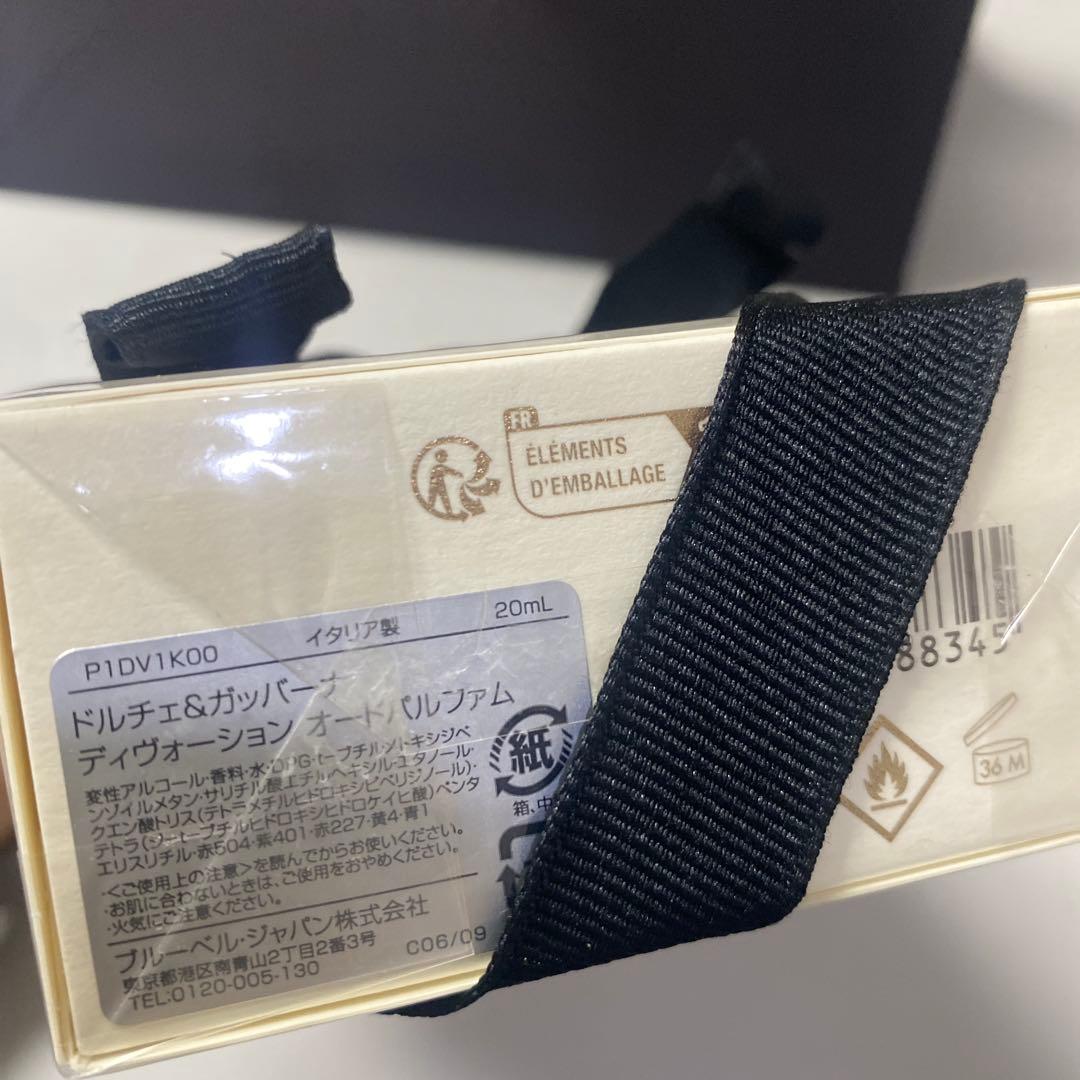 FR
ÉLÉMENTS
D'EMBALLAGE
P1DV1K00 イタリア製 20mL
ドルチェ&ガッバーナ
ディヴォーション オードパルファム
変性アルコール・香料・水・DPG・t-ブチルメトキシジベ
ンゾイルメタン・サリチル酸エチルヘキシル・エタノール・
クエン酸トリス(テトラメチルヒドロキシピペリジノール)・
テトラ(ジ-t-ブチルヒドロキシヒドロケイヒ酸)ペンタ
エリスリチル・赤504・紫401・赤227・黄4・青1
<ご使用上の注意>を読んでからお使いください。
・お肌に合わないときは、ご使用をおやめください。
・火気にご注意ください。
ブルーベル・ジャパン株式会社
東京都港区南青山2丁目2番3号 C06/09
TEL:0120-005-130
紙
箱、中
88345
36 M